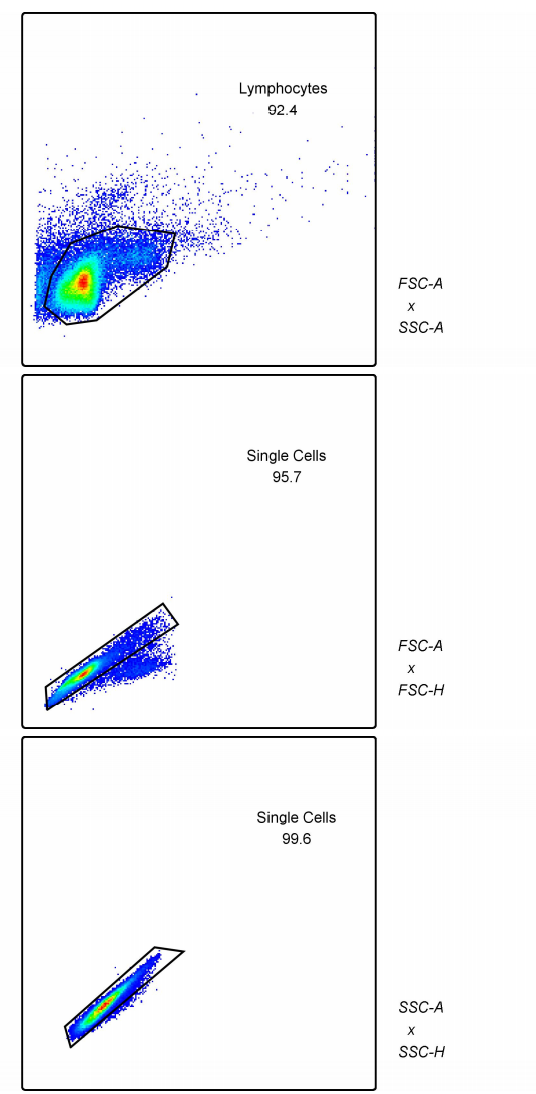 Lymphocytes
92.4
FSC-A
x
SSC-A
Single Cells
95.7
FSC-A
x
FSC-H
Single Cells
99.6
SSC-A
x
SSC-H